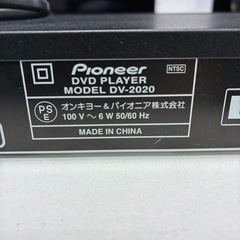 Pioneer
NTSC
DVD PLAYER
MODEL DV-2020
PS
E
オンキヨー&パイオニア株式会社
100 V ~ 6 W 50/60 Hz
MADE IN CHINA